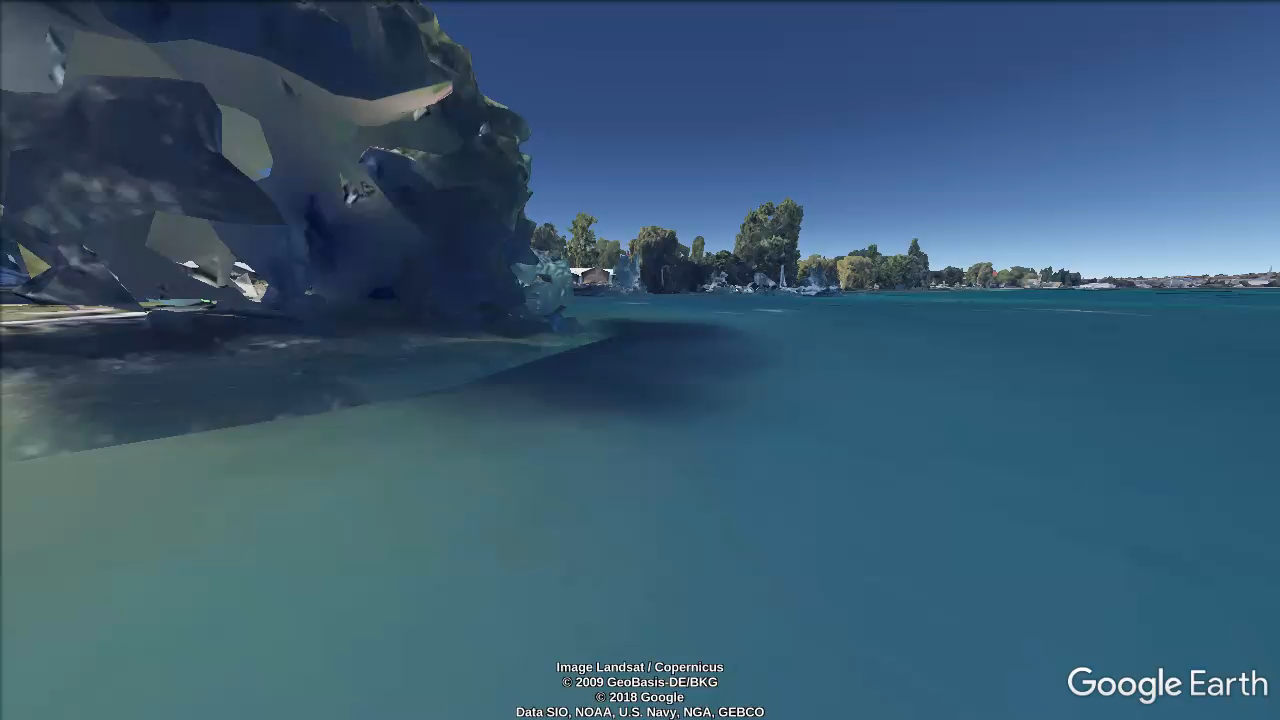 Image Landsat / Copernicus
© 2009 GeoBasis-DE/BKG
© 2018 Google
Data SIO, NOAA, U.S. Navy, NGA, GEBCO
Google Earth